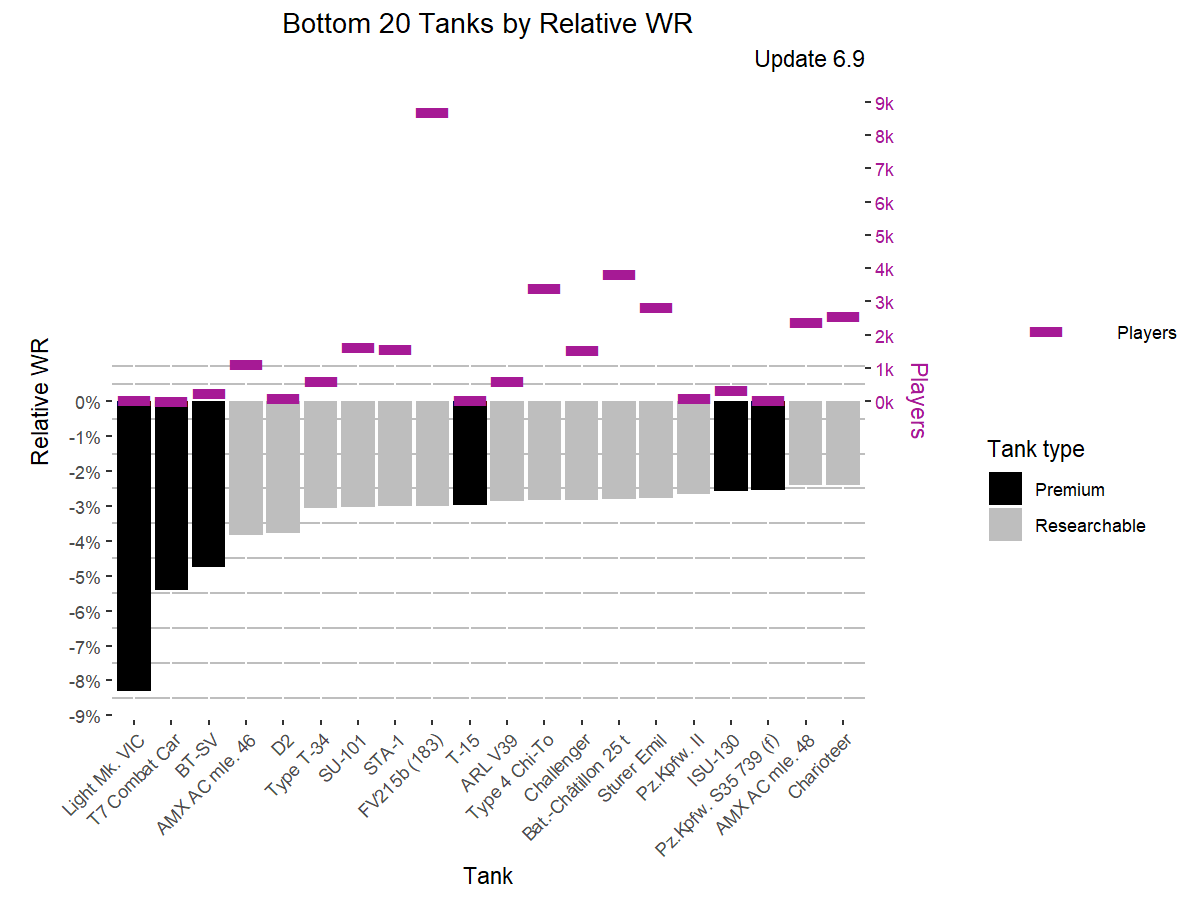 Bottom 20 Tanks by Relative WR
Update 6.9
Relative WR
0%
-1%
-2%
-3%
-4%
-5%
-6%
-7%
-8%
-9%
9k
8k
7k
6k
5k
4k
3k
2k
1k
0k
Players
Light Mk. VIC
T7 Combat Car
BT-SV
AMX AC mle. 46
D2
Type T-34
SU-101
STA-1
FV215b (183)
T-15
ARL V39
Type 4 Chi-To
Challenger
Bat.-Châtillon 25 t
Sturer Emil
Pz.Kpfw. II
ISU-130
Pz.Kpfw. S35 739 (f)
AMX AC mle. 48
Charioteer
Tank
Players
Tank type
Premium
Researchable